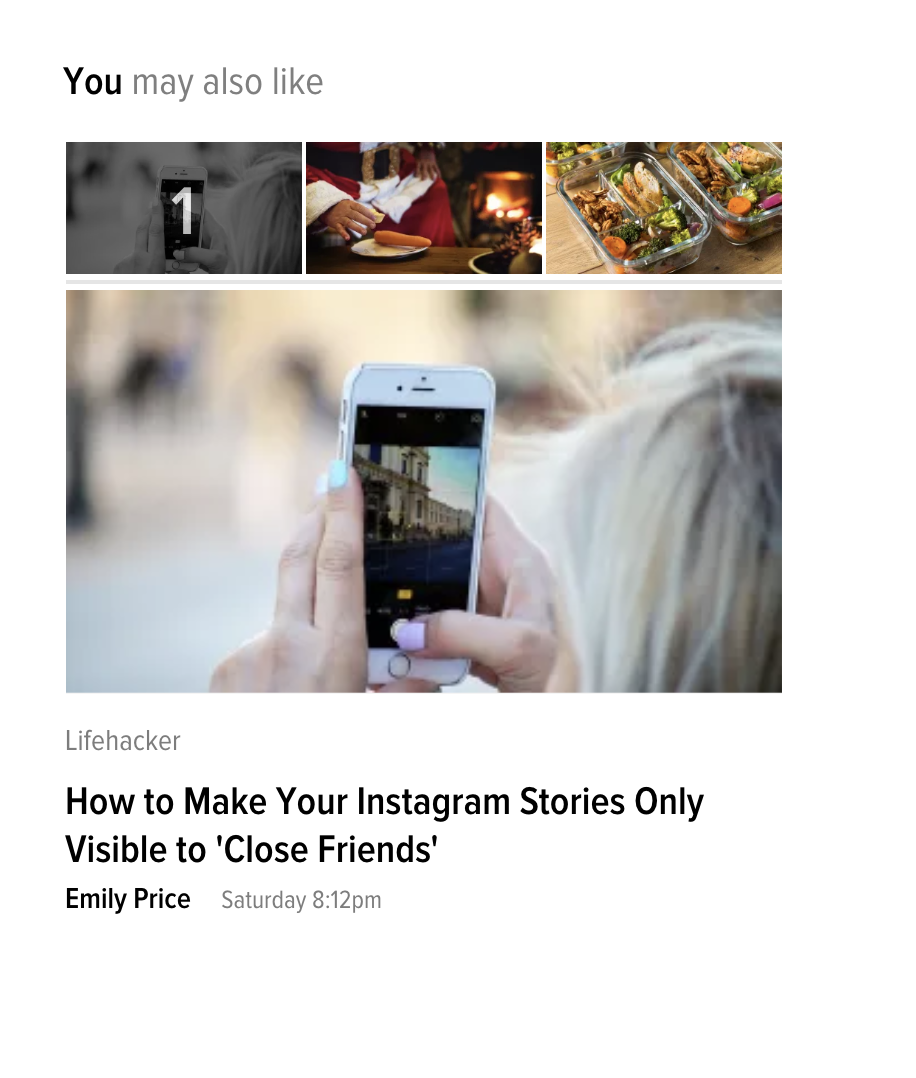 You may also like
1
Lifehacker
How to Make Your Instagram Stories Only
Visible to 'Close Friends'
Emily Price Saturday 8:12pm